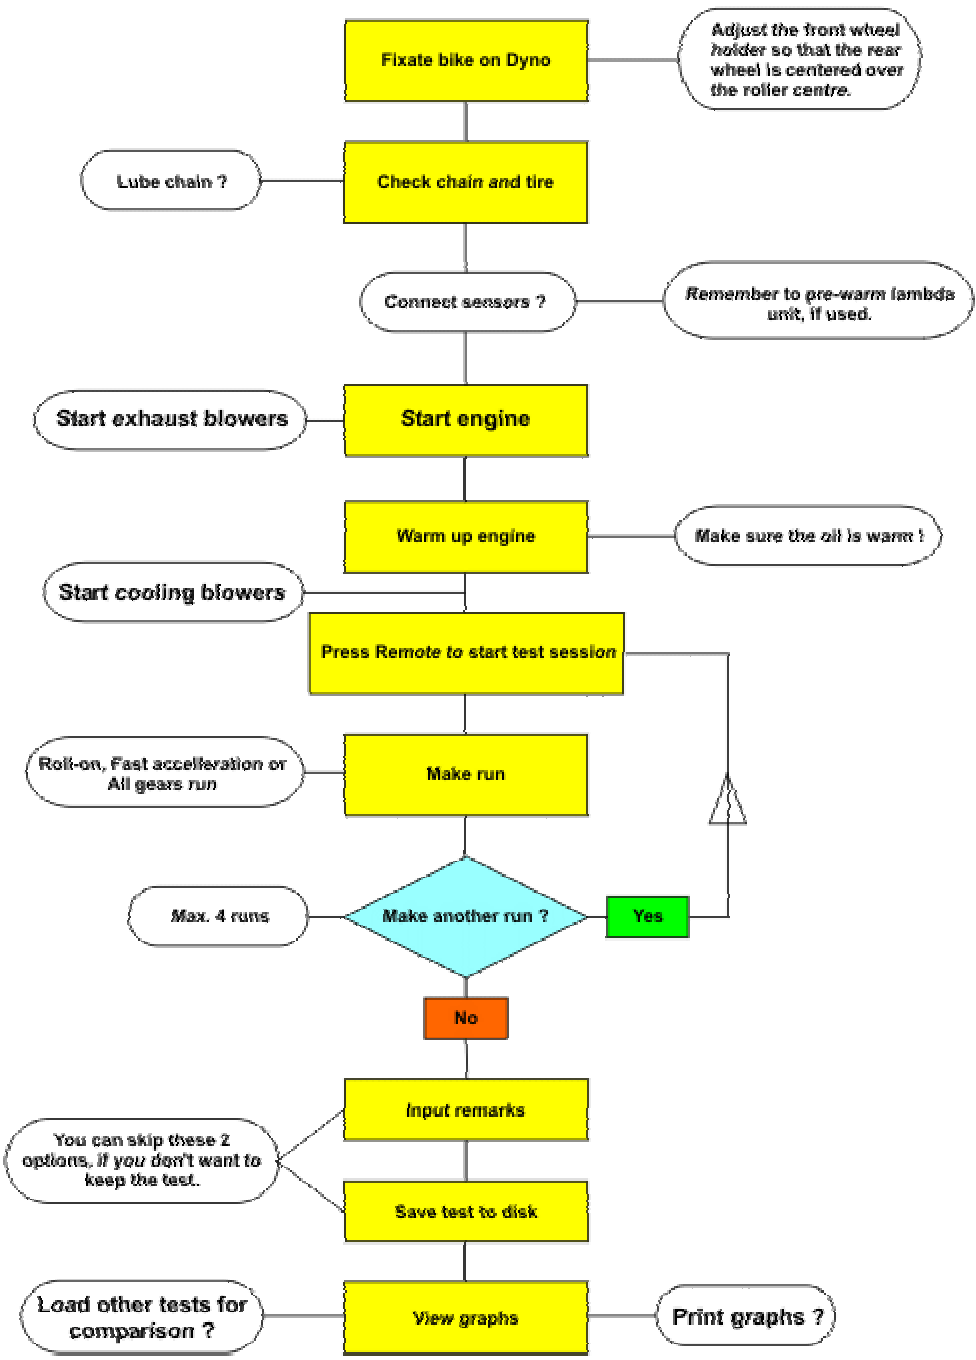 Fixate bike on Dyno
Adjust the front wheel
holder so that the rear
wheel is centered over
the roller centre.
Lube chain ?
Check chain and tire
Connect sensors ?
Remember to pre-warm lambda
unit, if used.
Start exhaust blowers
Start engine
Warm up engine
Make sure the oil is warm !
Start cooling blowers
Press Remote to start test session
Roll-on, Fast accelleration or
All gears run
Make run
Max. 4 runs
Make another run ?
Yes
No
Input remarks
You can skip these 2
options, if you don't want to
keep the test.
Save test to disk
Load other tests for
comparison ?
View graphs
Print graphs ?